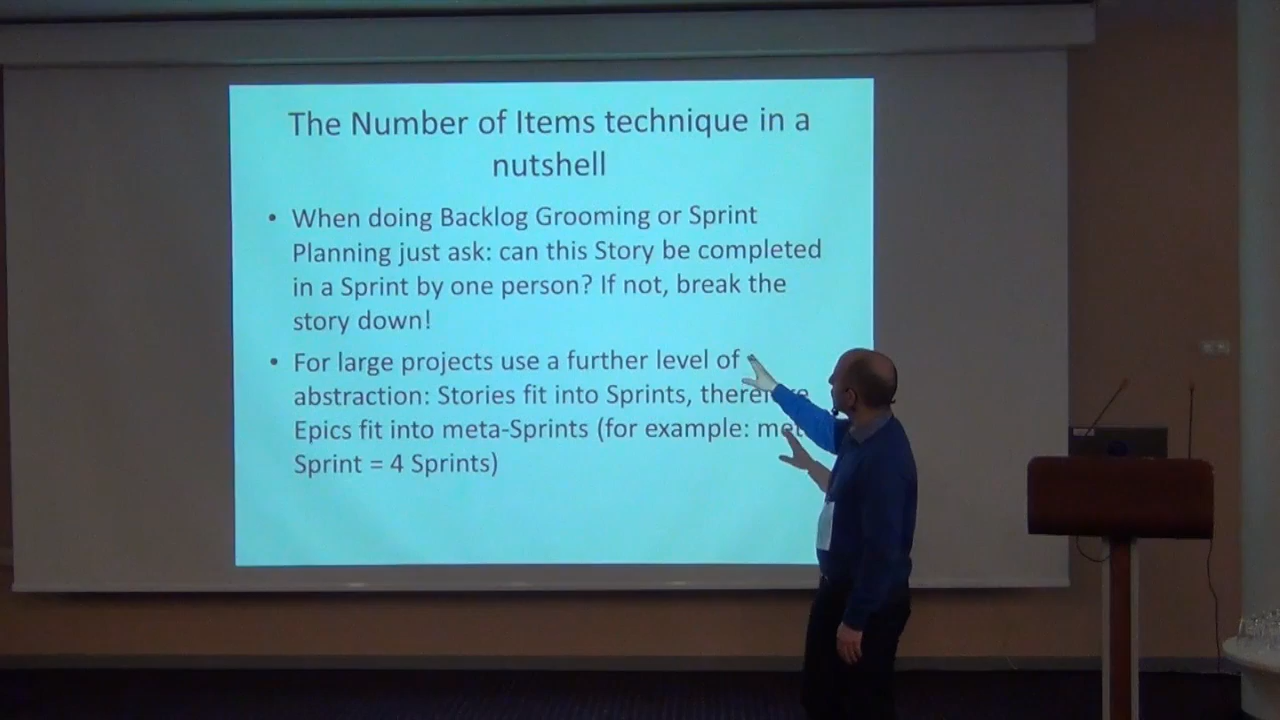 The Number of Items technique in a
nutshell
• When doing Backlog Grooming or Sprint
Planning just ask: can this Story be completed
in a Sprint by one person? If not, break the
story down!
• For large projects use a further level of
abstraction: Stories fit into Sprints, therefore
Epics fit into meta-Sprints (for example:
Sprint = 4 Sprints)